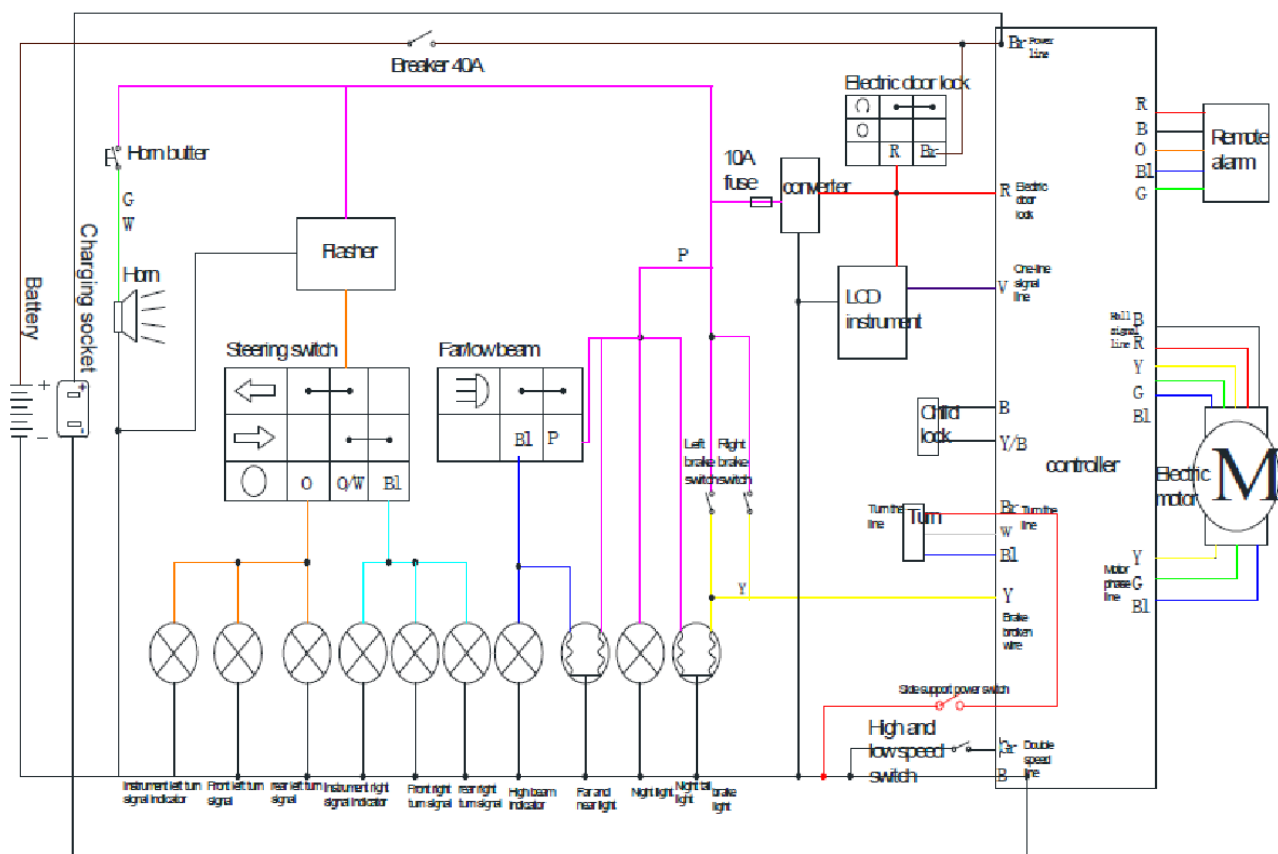 Br Power
line
Breaker 40A
Electric door lock
R Br
R
B
O
Bl
G
Remote
alarm
Horn butter
10A
fuse
converter
R Electric
door
lock
G
W
Charging socket
Flasher
P
Horn
LCD
instrument
V One-line
signal
line
Battery
Hall
signal
line
B
R
Y
G
Bl
Steering switch
Far/low beam
+
+
-
-
Bl P
Left
brake
switch
Right
brake
switch
Child
lock
B
Y/B
controller
Electric
motor
M
O O/W Bl
Turn the
line
Turn
Br Turn the
line
W
Bl
Y
Y
Brake
broken
wire
Motor
phase
line
Y
G
Bl
Side support power switch
High and
low speed
switch
Gr Double
speed
line
B
Instrument left turn
signal indicator
Front left turn
signal
rear left turn
signal
Instrument right
signal indicator
Front right
turn signal
rear right
turn signal
High beam
indicator
Far and
near light
Night light
Night tail
light
brake
light